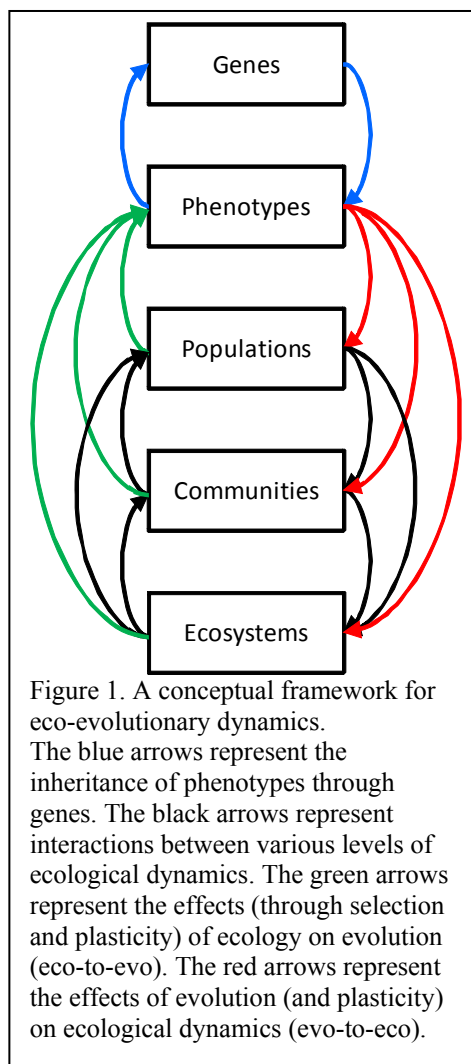 Genes
Phenotypes
Populations
Communities
Ecosystems
Figure 1. A conceptual framework for
eco-evolutionary dynamics.
The blue arrows represent the
inheritance of phenotypes through
genes. The black arrows represent
interactions between various levels of
ecological dynamics. The green arrows
represent the effects (through selection
and plasticity) of ecology on evolution
(eco-to-evo). The red arrows represent
the effects of evolution (and plasticity)
on ecological dynamics (evo-to-eco).